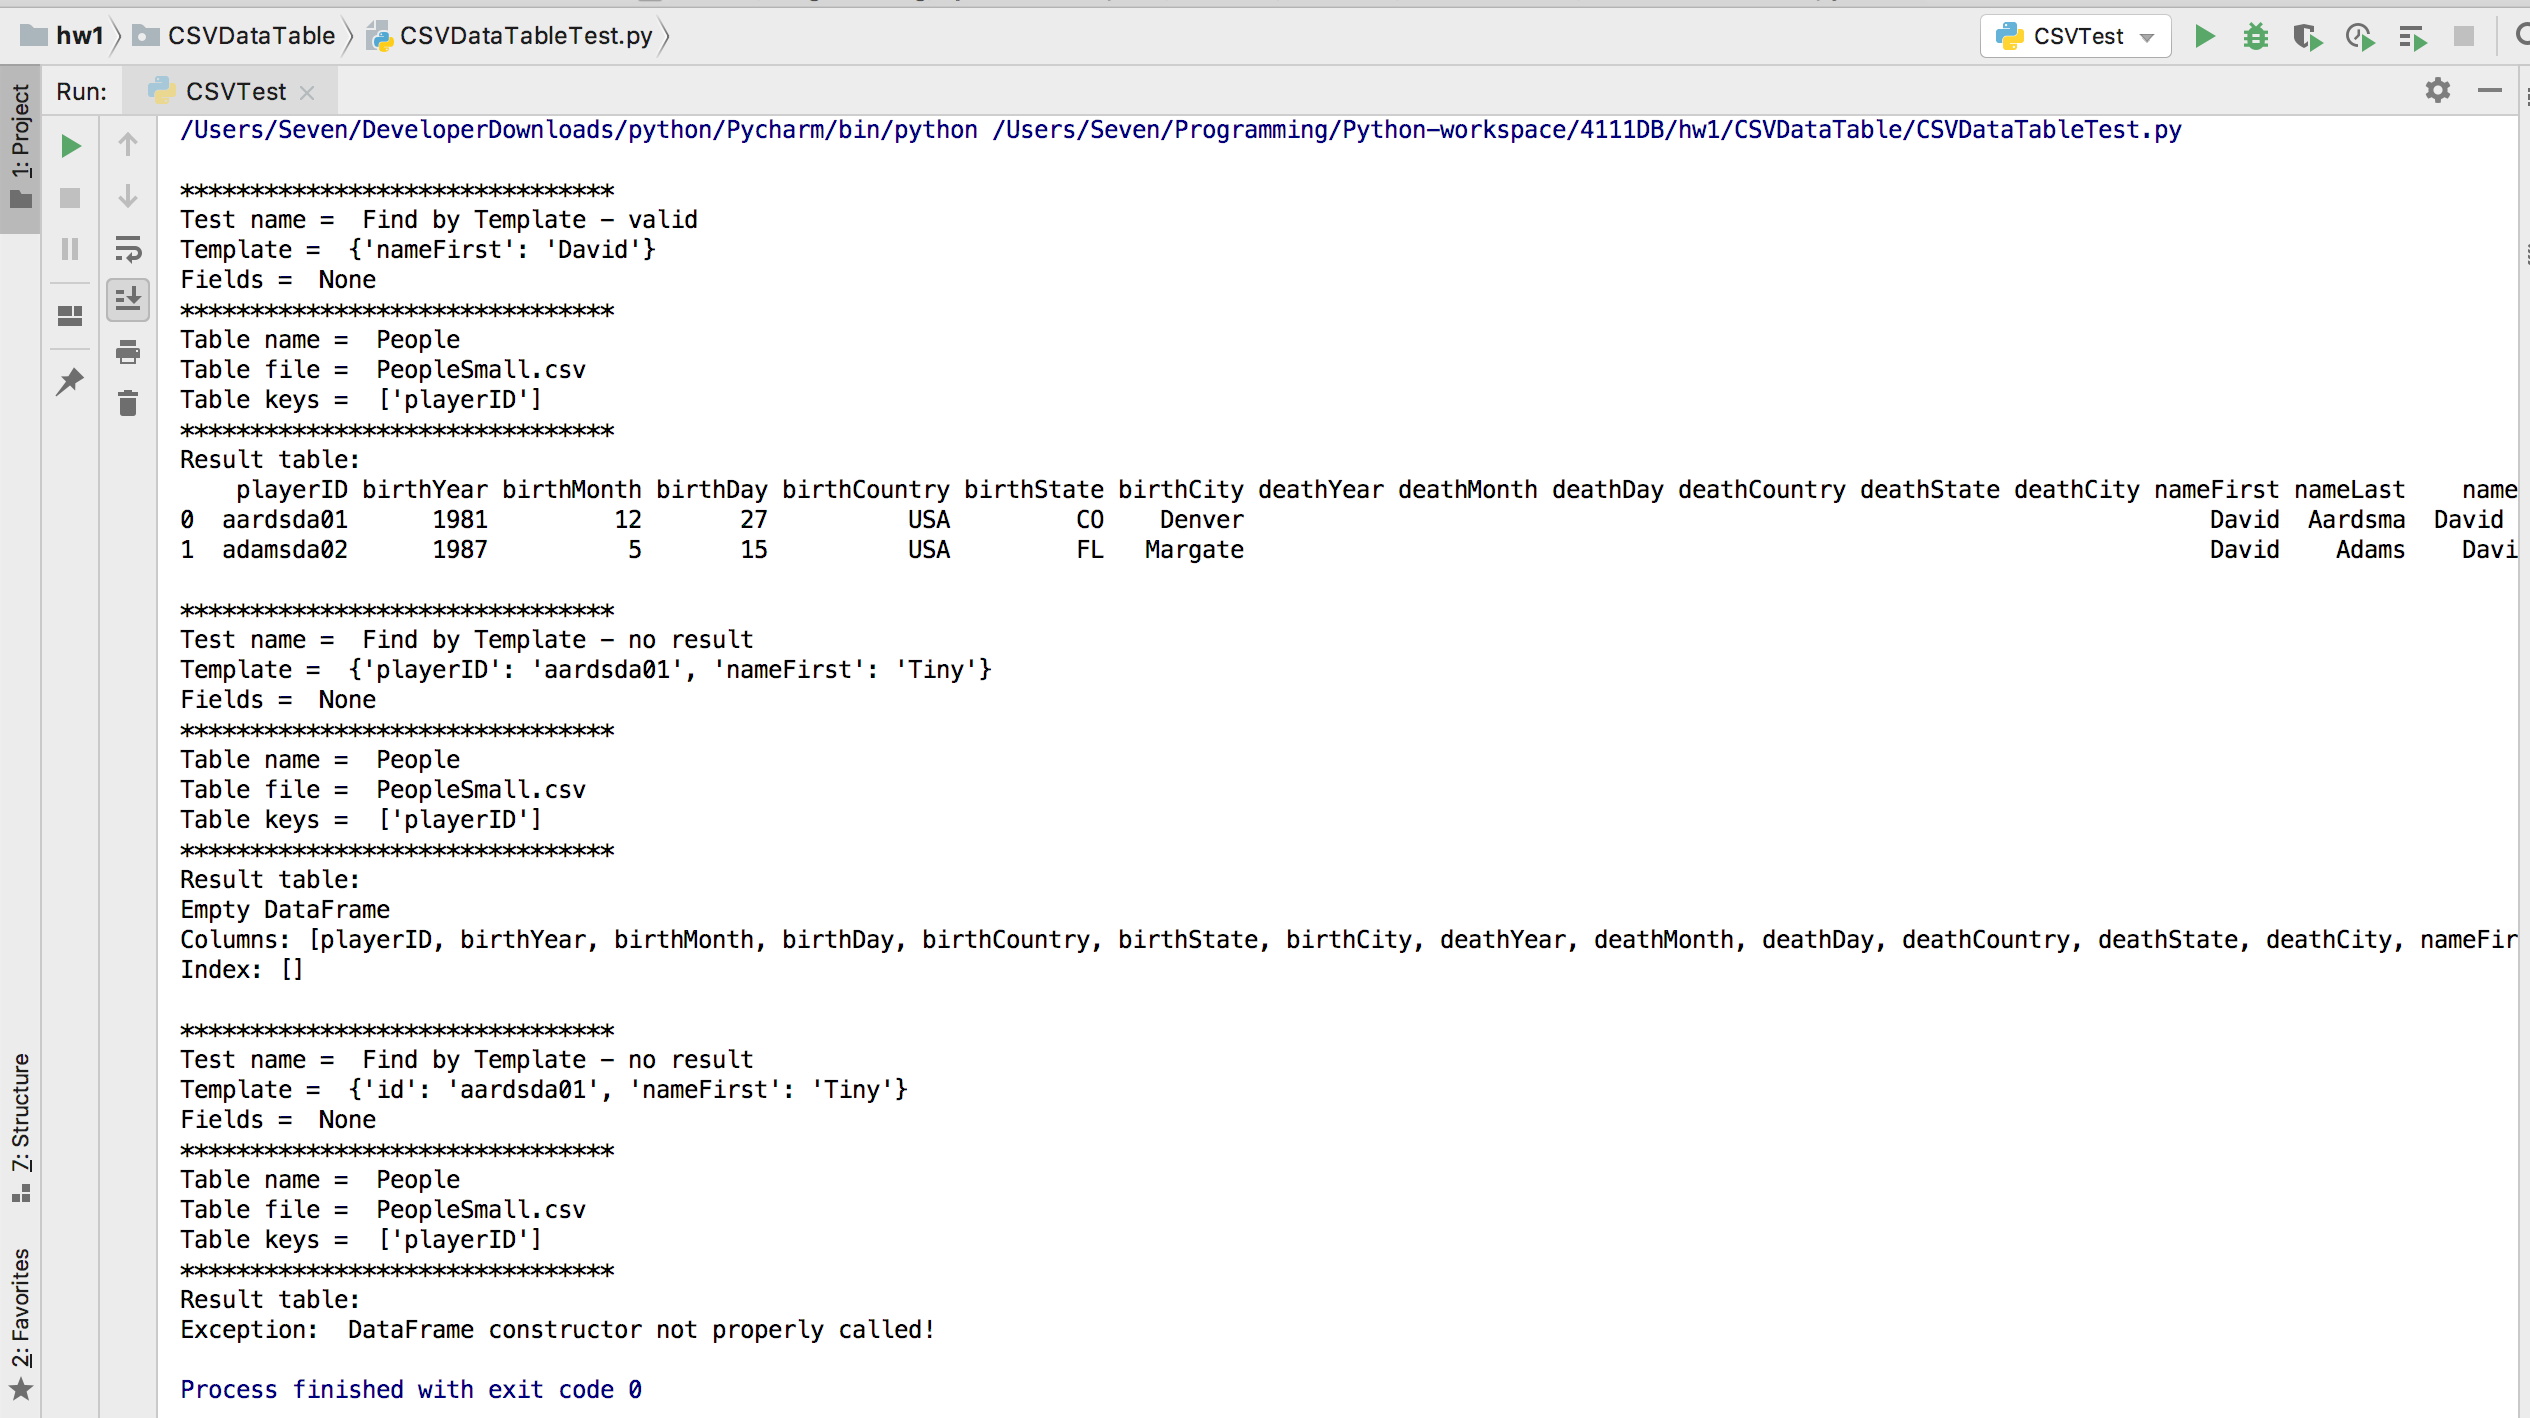 hw1 CSVDataTable CSVDataTableTest.py CSVTest
Run: CSVTest
1: Project
/Users/Seven/DeveloperDownloads/python/Pycharm/bin/python /Users/Seven/Programming/Python-workspace/4111DB/hw1/CSVDataTable/CSVDataTableTest.py
*******************************
Test name =  Find by Template - valid
Template =  {'nameFirst': 'David'}
Fields =  None
*******************************
Table name =  People
Table file =  PeopleSmall.csv
Table keys =  ['playerID']
*******************************
Result table:
    playerID birthYear birthMonth birthDay birthCountry birthState birthCity deathYear deathMonth deathDay deathCountry deathState deathCity nameFirst nameLast    name
0  aardsda01      1981         12       27          USA         CO    Denver                                                                     David  Aardsma  David
1  adamsda02      1987          5       15          USA         FL   Margate                                                                     David    Adams    Davi
*******************************
Test name =  Find by Template - no result
Template =  {'playerID': 'aardsda01', 'nameFirst': 'Tiny'}
Fields =  None
*******************************
Table name =  People
Table file =  PeopleSmall.csv
Table keys =  ['playerID']
*******************************
Result table:
Empty DataFrame
Columns: [playerID, birthYear, birthMonth, birthDay, birthCountry, birthState, birthCity, deathYear, deathMonth, deathDay, deathCountry, deathState, deathCity, nameFir
Index: []
*******************************
Test name =  Find by Template - no result
Template =  {'id': 'aardsda01', 'nameFirst': 'Tiny'}
Fields =  None
*******************************
Table name =  People
Table file =  PeopleSmall.csv
Table keys =  ['playerID']
*******************************
Result table:
Exception:  DataFrame constructor not properly called!
Process finished with exit code 0
7: Structure
2: Favorites